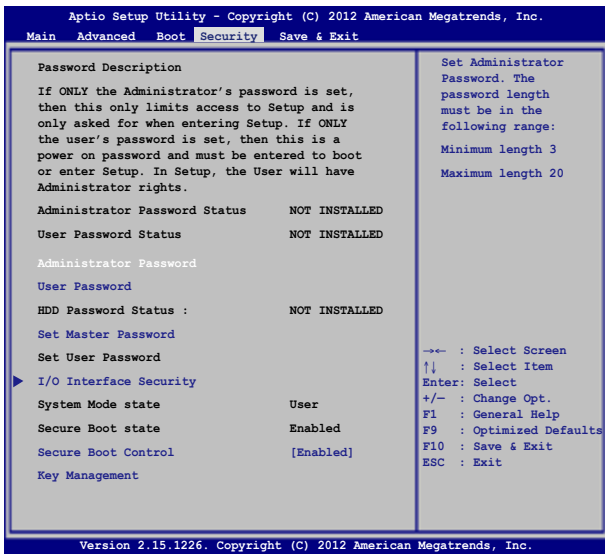 Aptio Setup Utility - Copyright (C) 2012 American Megatrends, Inc.
Main Advanced Boot Security Save & Exit
Password Description
If ONLY the Administrator's password is set,
then this only limits access to Setup and is
only asked for when entering Setup. If ONLY
the user's password is set, then this is a
power on password and must be entered to boot
or enter Setup. In Setup, the User will have
Administrator rights.
Administrator Password Status NOT INSTALLED
User Password Status NOT INSTALLED
Administrator Password
User Password
HDD Password Status : NOT INSTALLED
Set Master Password
Set User Password
I/O Interface Security
System Mode state User
Secure Boot state Enabled
Secure Boot Control [Enabled]
Key Management
Set Administrator
Password. The
password length
must be in the
following range:
Minimum length 3
Maximum length 20
→← : Select Screen
↑↓ : Select Item
Enter: Select
+/— : Change Opt.
F1 : General Help
F9 : Optimized Defaults
F10 : Save & Exit
ESC : Exit
Version 2.15.1226. Copyright (C) 2012 American Megatrends, Inc.